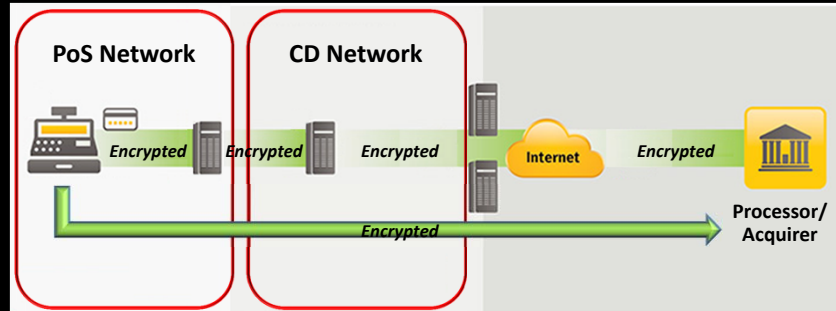 PoS Network
CD Network
Encrypted
Encrypted
Encrypted
Internet
Encrypted
Processor/
Acquirer
Encrypted